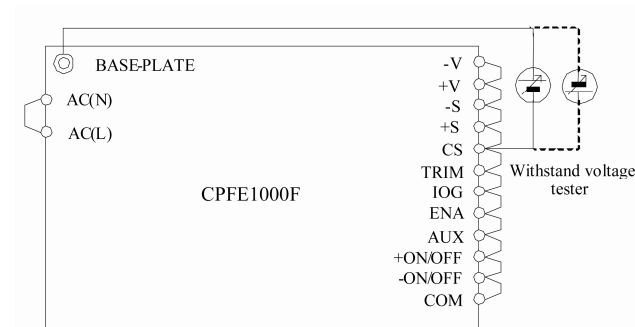 BASE-PLATE
AC(N)
AC(L)
CPFE1000F
-V
+V
-S
+S
CS
TRIM
IOG
ENA
AUX
+ON/OFF
-ON/OFF
COM
Withstand voltage
tester